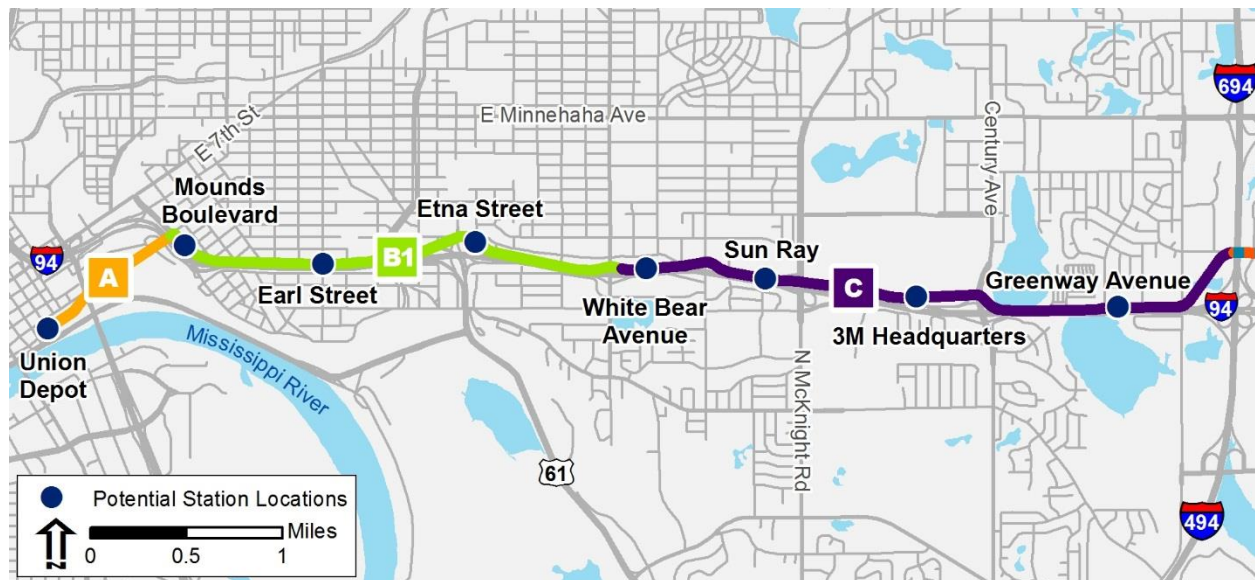 694
E Minnehaha Ave
E 7th St
Century Ave
Mounds
Boulevard
Etna Street
94
A
B1
Sun Ray
Earl Street
C
Greenway Avenue
94
White Bear
Avenue
3M Headquarters
Union
Depot
Mississippi River
N McKnight Rd
61
494
Potential Station Locations
N
Miles
0 0.5 1